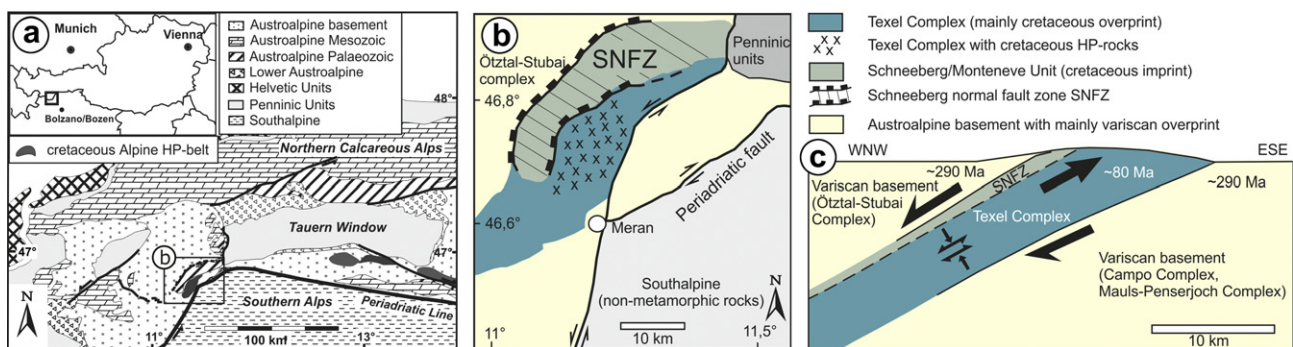 a
Munich
Vienna
Bolzano/Bozen
Austroalpine basement
Austroalpine Mesozoic
Austroalpine Palaeozoic
Lower Austroalpine
Helvetic Units
Penninic Units
Southalpine
cretaceous Alpine HP-belt
48°
Northern Calcareous Alps
Tauern Window
47°
47°
b
Southern Alps
Periadriatic Line
N
11°
100 km
13°
b
Ötztal-Stubai
complex
SNFZ
Penninic
units
46,8°
Periadriatic fault
46,6°
Meran
Southalpine
(non-metamorphic rocks)
N
11°
10 km
11,5°
Texel Complex (mainly cretaceous overprint)
Texel Complex with cretaceous HP-rocks
Schneeberg/Monteneve Unit (cretaceous imprint)
Schneeberg normal fault zone SNFZ
Austroalpine basement with mainly variscan overprint
c
WNW
ESE
~290 Ma
SNFZ
~80 Ma
~290 Ma
Variscan basement
(Ötztal-Stubai
Complex)
Texel Complex
Variscan basement
(Campo Complex,
Mauls-Penserjoch Complex)
10 km